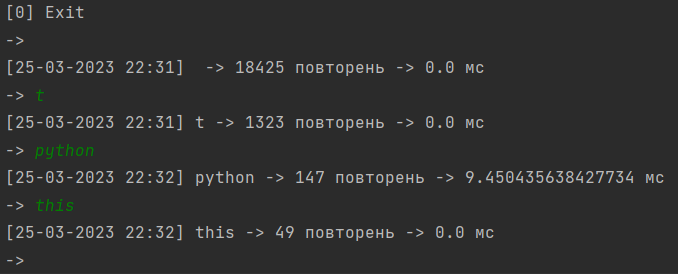 [0] Exit
->
[25-03-2023 22:31]  -> 18425 повторень -> 0.0 мс
-> t
[25-03-2023 22:31] t -> 1323 повторень -> 0.0 мс
-> python
[25-03-2023 22:32] python -> 147 повторень -> 9.450435638427734 мс
-> this
[25-03-2023 22:32] this -> 49 повторень -> 0.0 мс
->